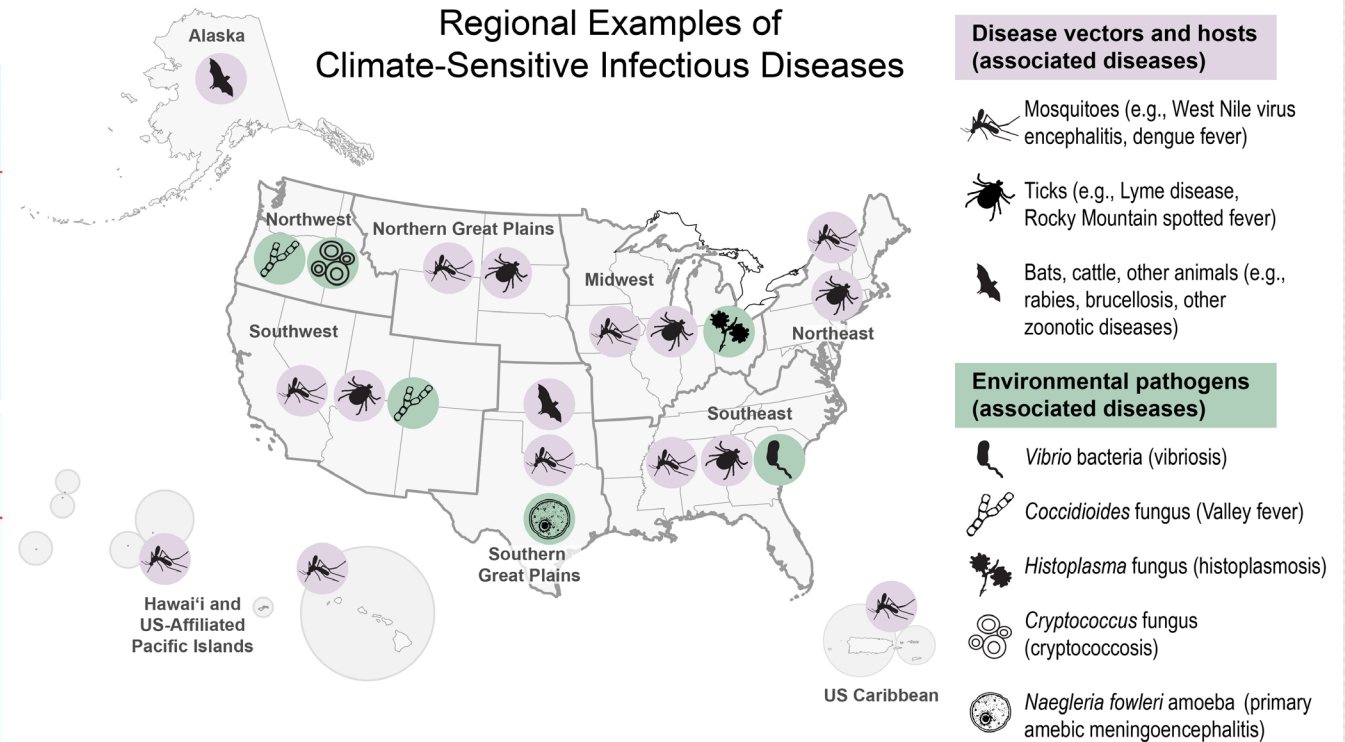 Regional Examples of
Climate-Sensitive Infectious Diseases
Alaska
Northwest
Northern Great Plains
Midwest
Northeast
Southwest
Southeast
Southern
Great Plains
Hawai‘i and
US-Affiliated
Pacific Islands
US Caribbean
Disease vectors and hosts
(associated diseases)
Mosquitoes (e.g., West Nile virus
encephalitis, dengue fever)
Ticks (e.g., Lyme disease,
Rocky Mountain spotted fever)
Bats, cattle, other animals (e.g.,
rabies, brucellosis, other
zoonotic diseases)
Environmental pathogens
(associated diseases)
Vibrio bacteria (vibriosis)
Coccidioides fungus (Valley fever)
Histoplasma fungus (histoplasmosis)
Cryptococcus fungus
(cryptococcosis)
Naegleria fowleri amoeba (primary
amebic meningoencephalitis)